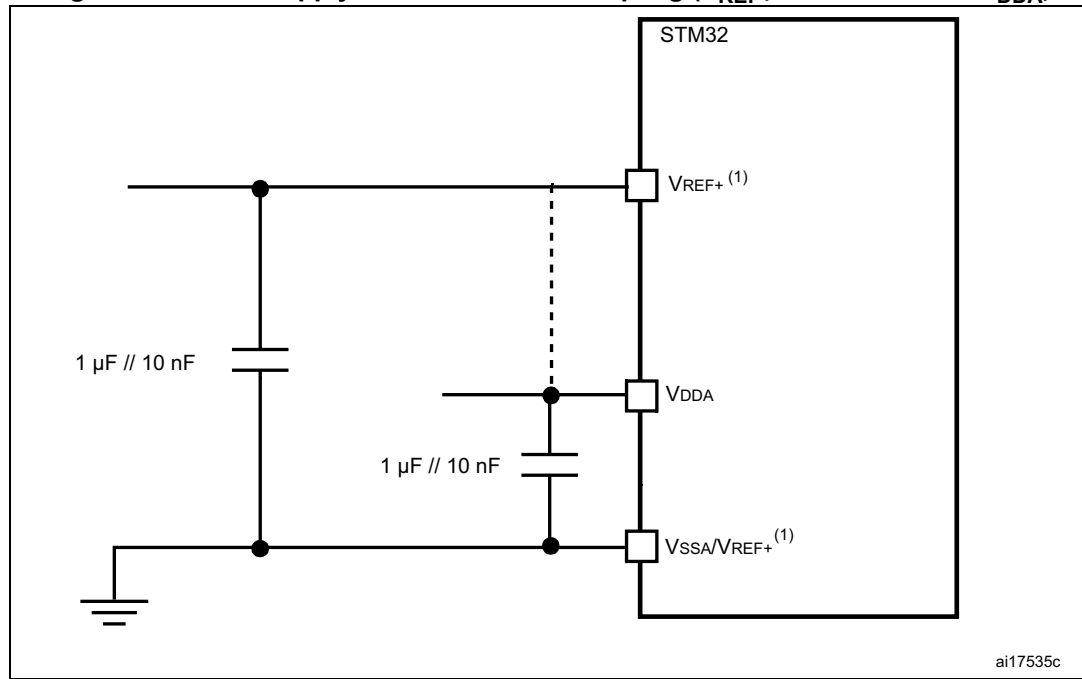 STM32
VREF+ (1)
1 µF // 10 nF
VDDA
1 µF // 10 nF
VSSA/VREF+ (1)
ai17535c